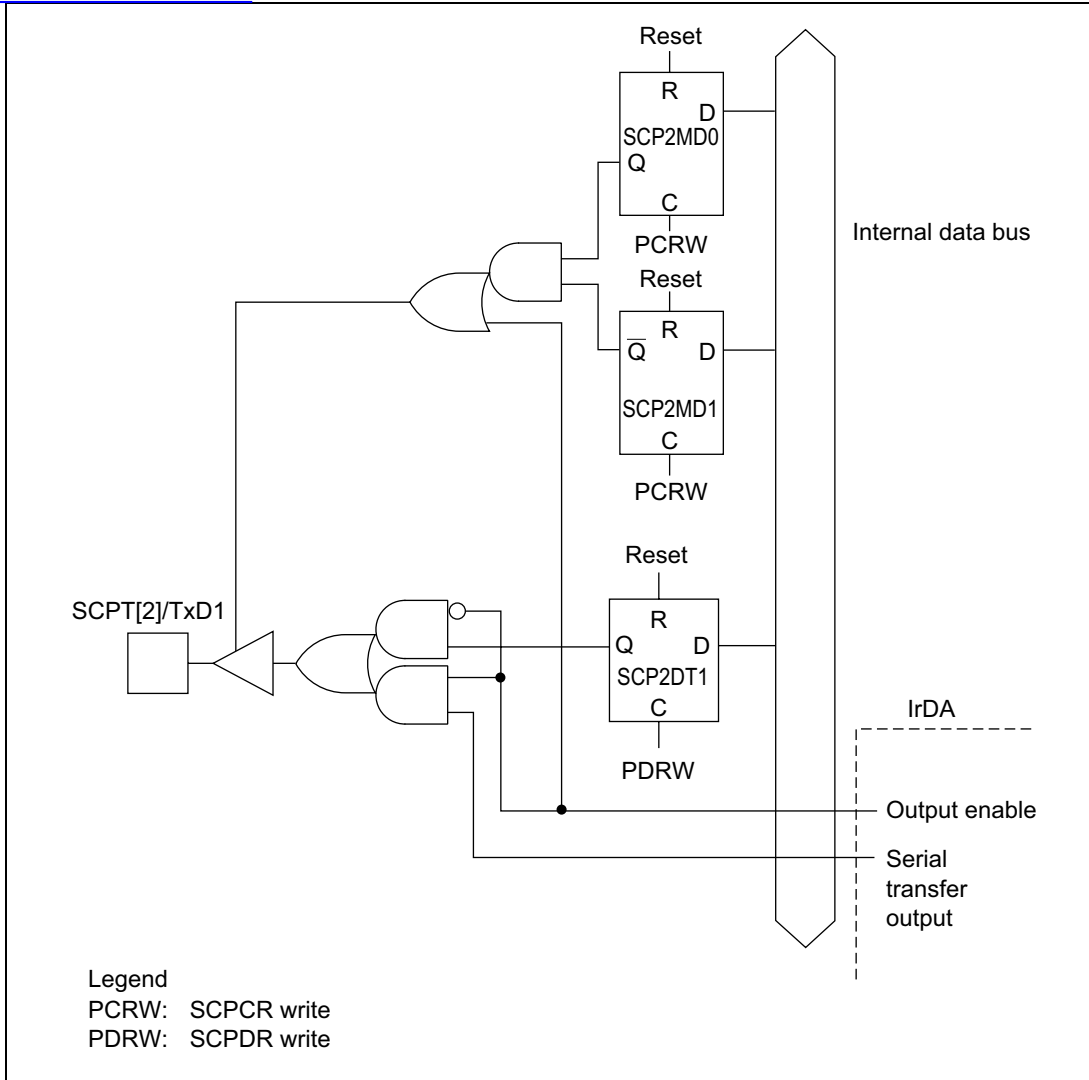 Reset
R
D
SCP2MD0
Q
C
PCRW
Internal data bus
Reset
R
Q
D
SCP2MD1
C
PCRW
Reset
SCPT[2]/TxD1
R
Q
D
SCP2DT1
C
IrDA
PDRW
Output enable
Serial
transfer
output
Legend
PCRW: SCPCR write
PDRW: SCPDR write